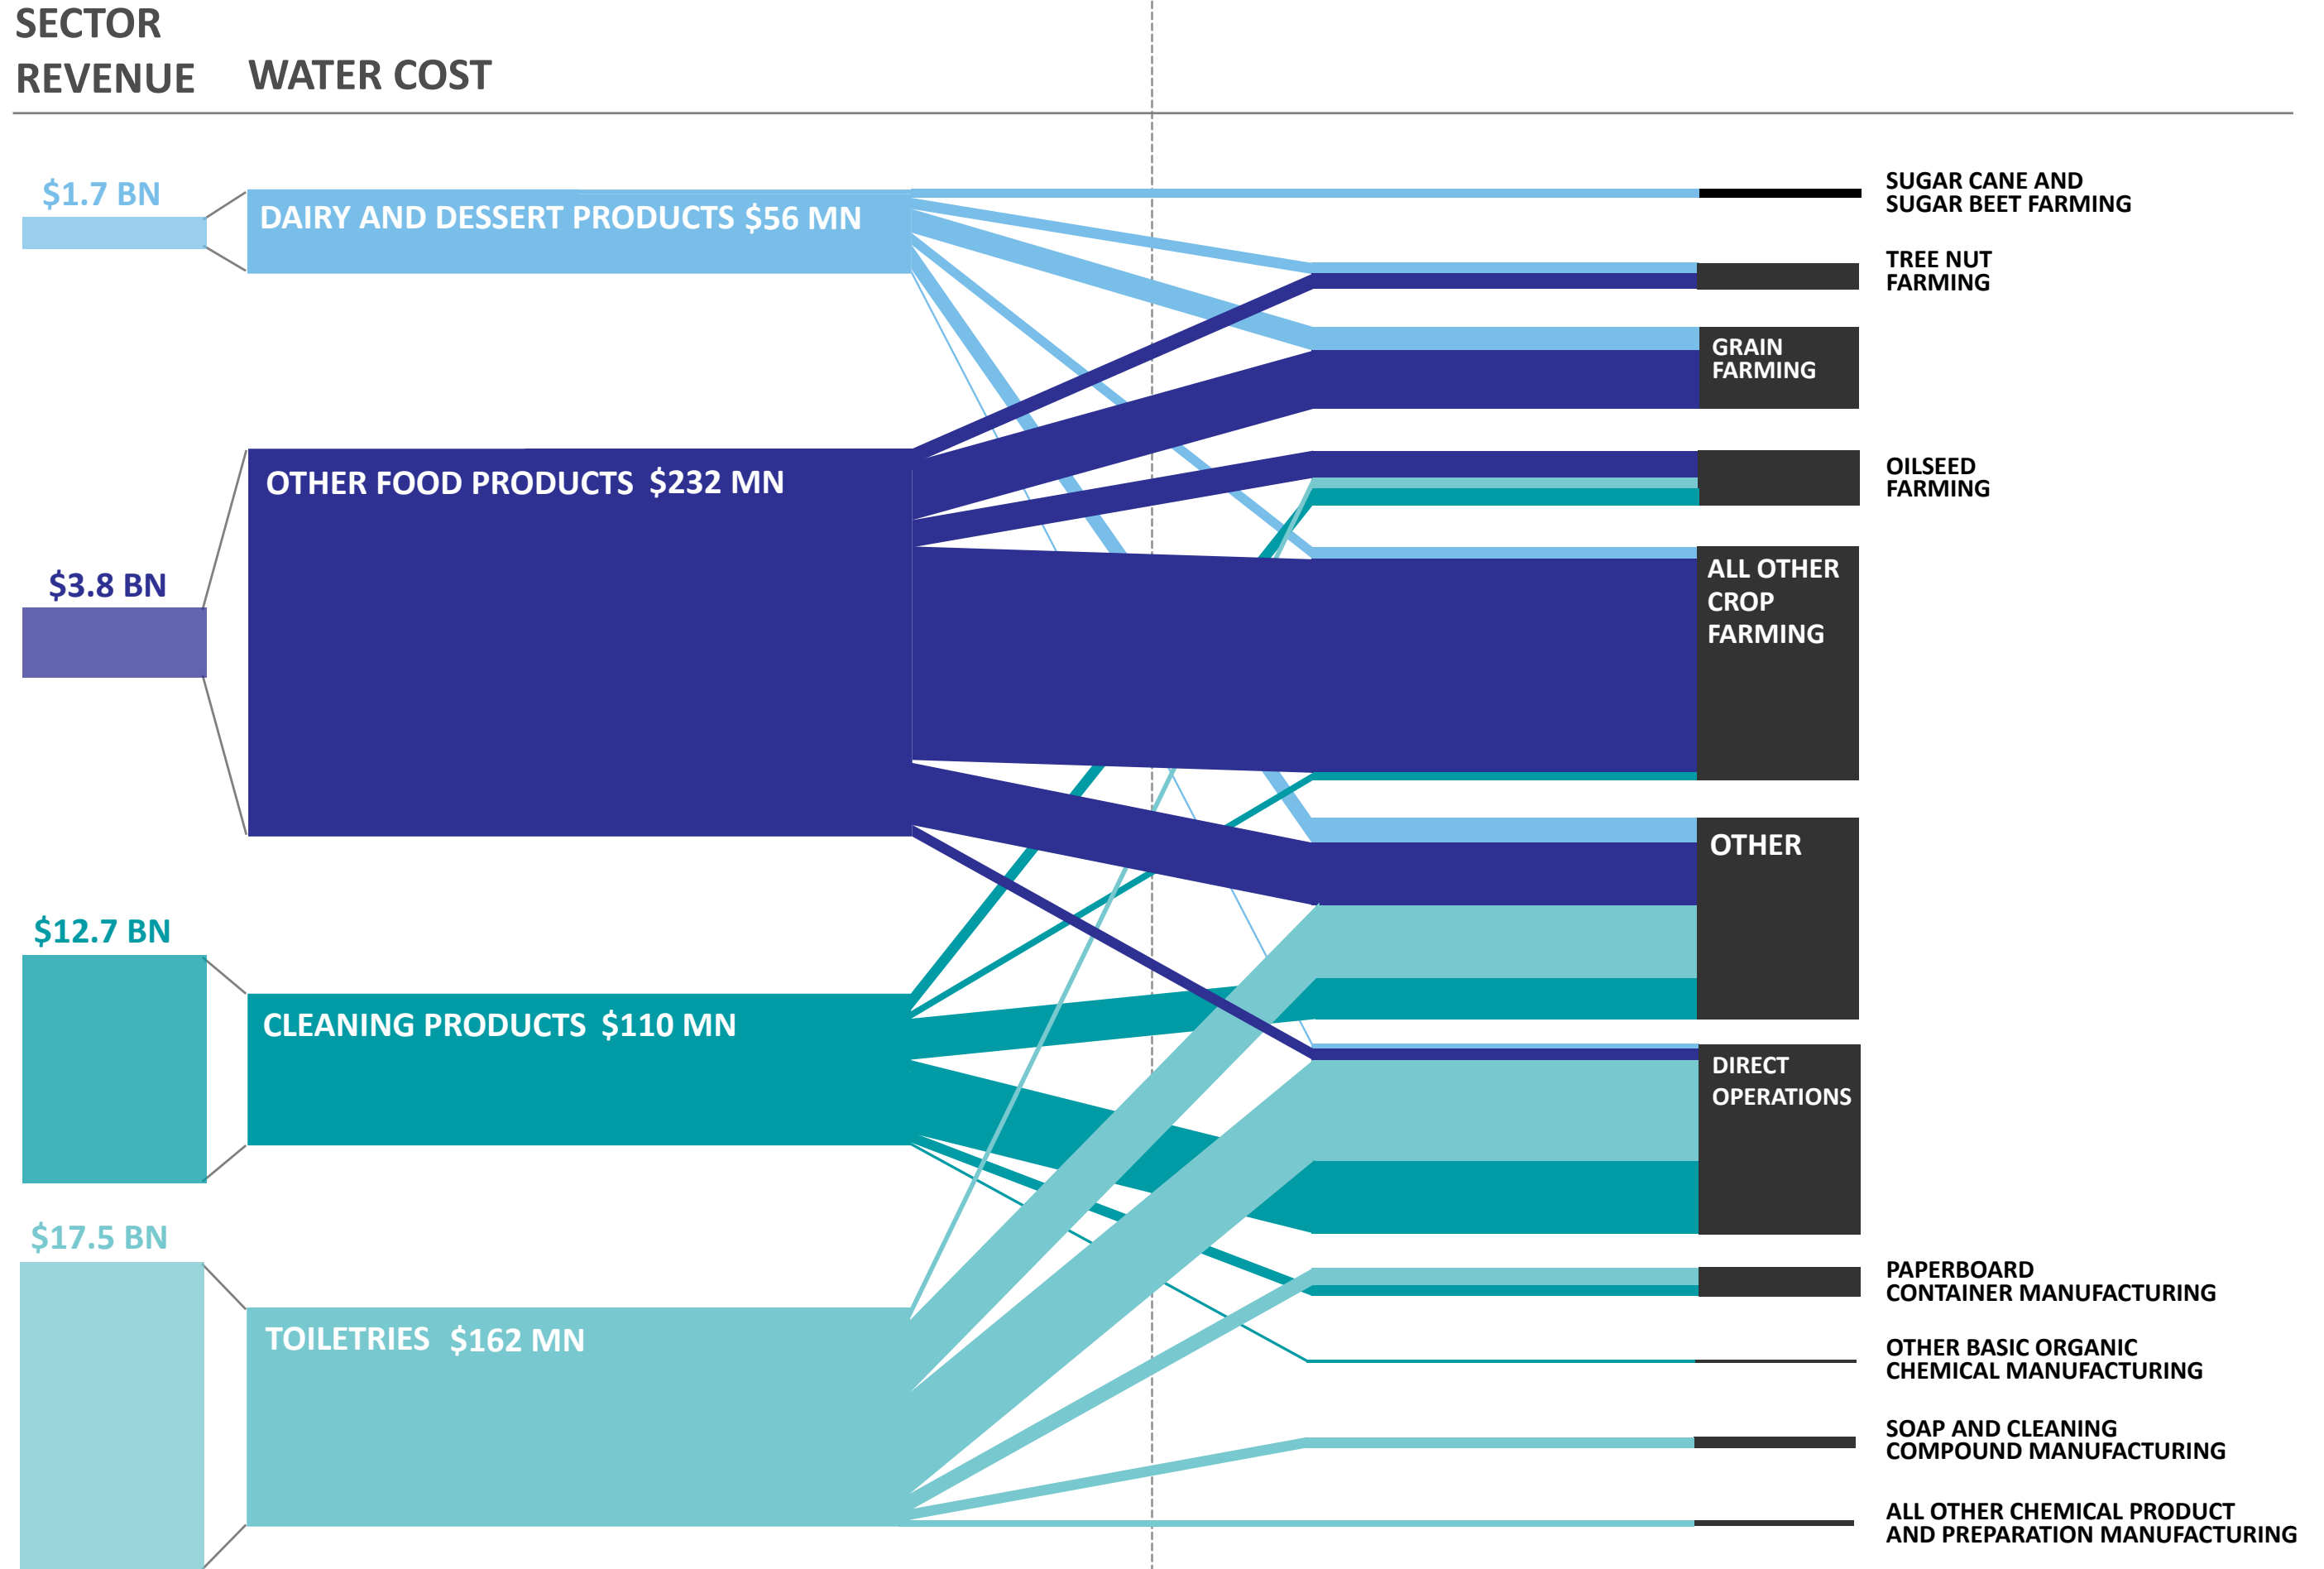 SECTOR
REVENUE
WATER COST
$1.7 BN
DAIRY AND DESSERT PRODUCTS $56 MN
SUGAR CANE AND
SUGAR BEET FARMING
TREE NUT
FARMING
GRAIN
FARMING
OTHER FOOD PRODUCTS $232 MN
OILSEED
FARMING
$3.8 BN
ALL OTHER
CROP
FARMING
OTHER
$12.7 BN
CLEANING PRODUCTS $110 MN
DIRECT
OPERATIONS
$17.5 BN
TOILETRIES $162 MN
PAPERBOARD
CONTAINER MANUFACTURING
OTHER BASIC ORGANIC
CHEMICAL MANUFACTURING
SOAP AND CLEANING
COMPOUND MANUFACTURING
ALL OTHER CHEMICAL PRODUCT
AND PREPARATION MANUFACTURING